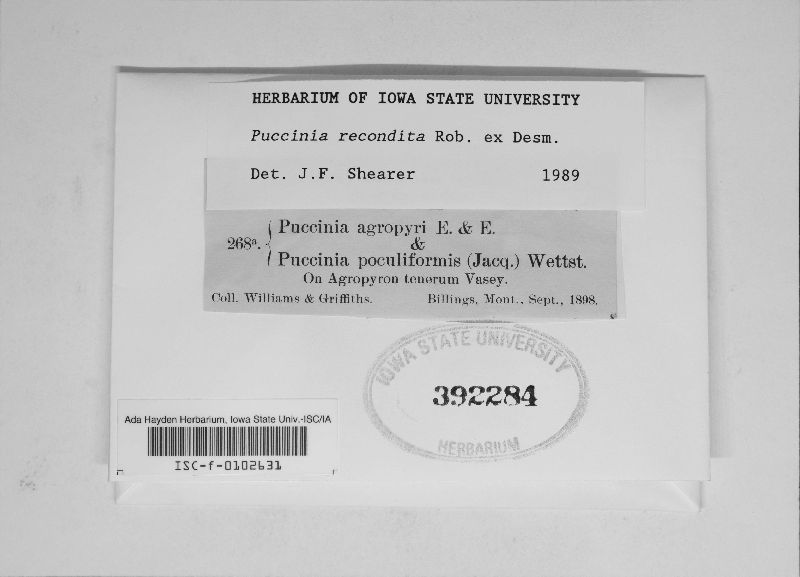 HERBARIUM OF IOWA STATE UNIVERSITY
Puccinia recondita Rob. ex Desm.
Det. J.F. Shearer 1989
268a. { Puccinia agropyri E. & E.
&
Puccinia poculiformis (Jacq.) Wettst.
On Agropyron tenerum Vasey.
Coll. Williams & Griffiths. Billings, Mont., Sept., 1898.
IOWA STATE UNIVERSITY
392284
HERBARIUM
Ada Hayden Herbarium, Iowa State Univ.-ISC/IA
ISC-f-0102631